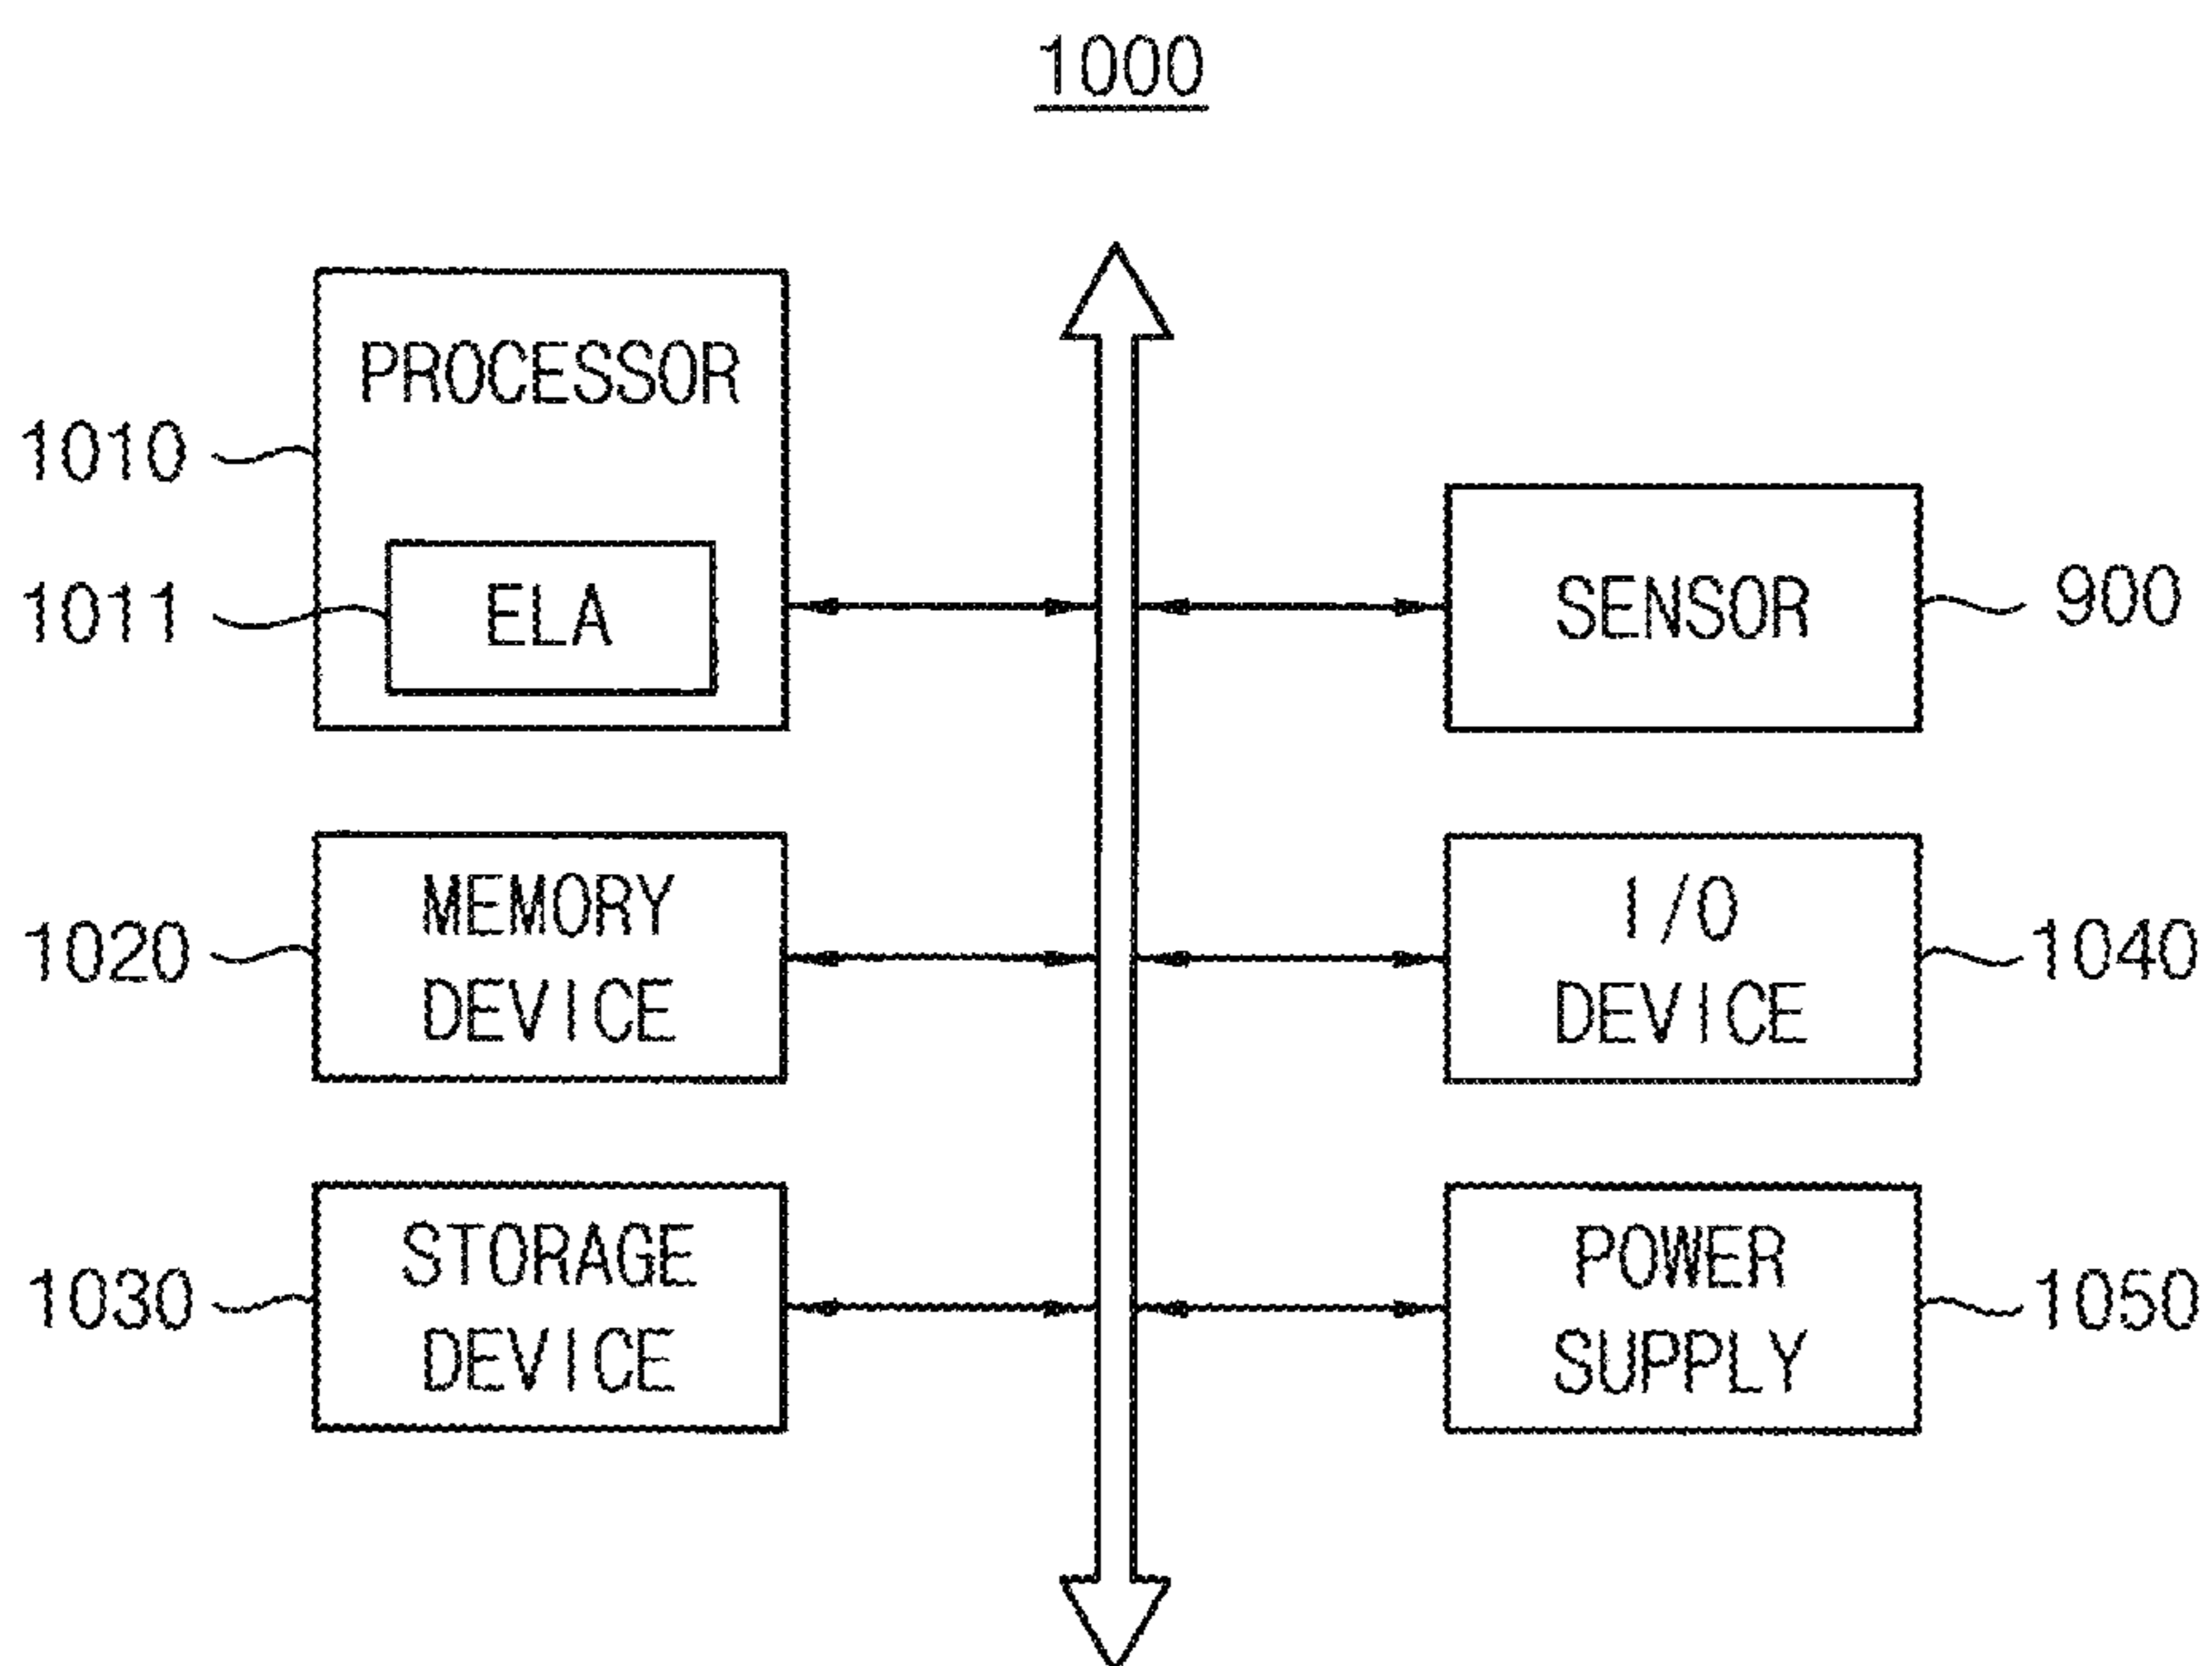 1000
PROCESSOR
1010
1011
ELA
SENSOR
900
MEMORY
DEVICE
1020
I/O
DEVICE
1040
STORAGE
DEVICE
1030
POWER
SUPPLY
1050